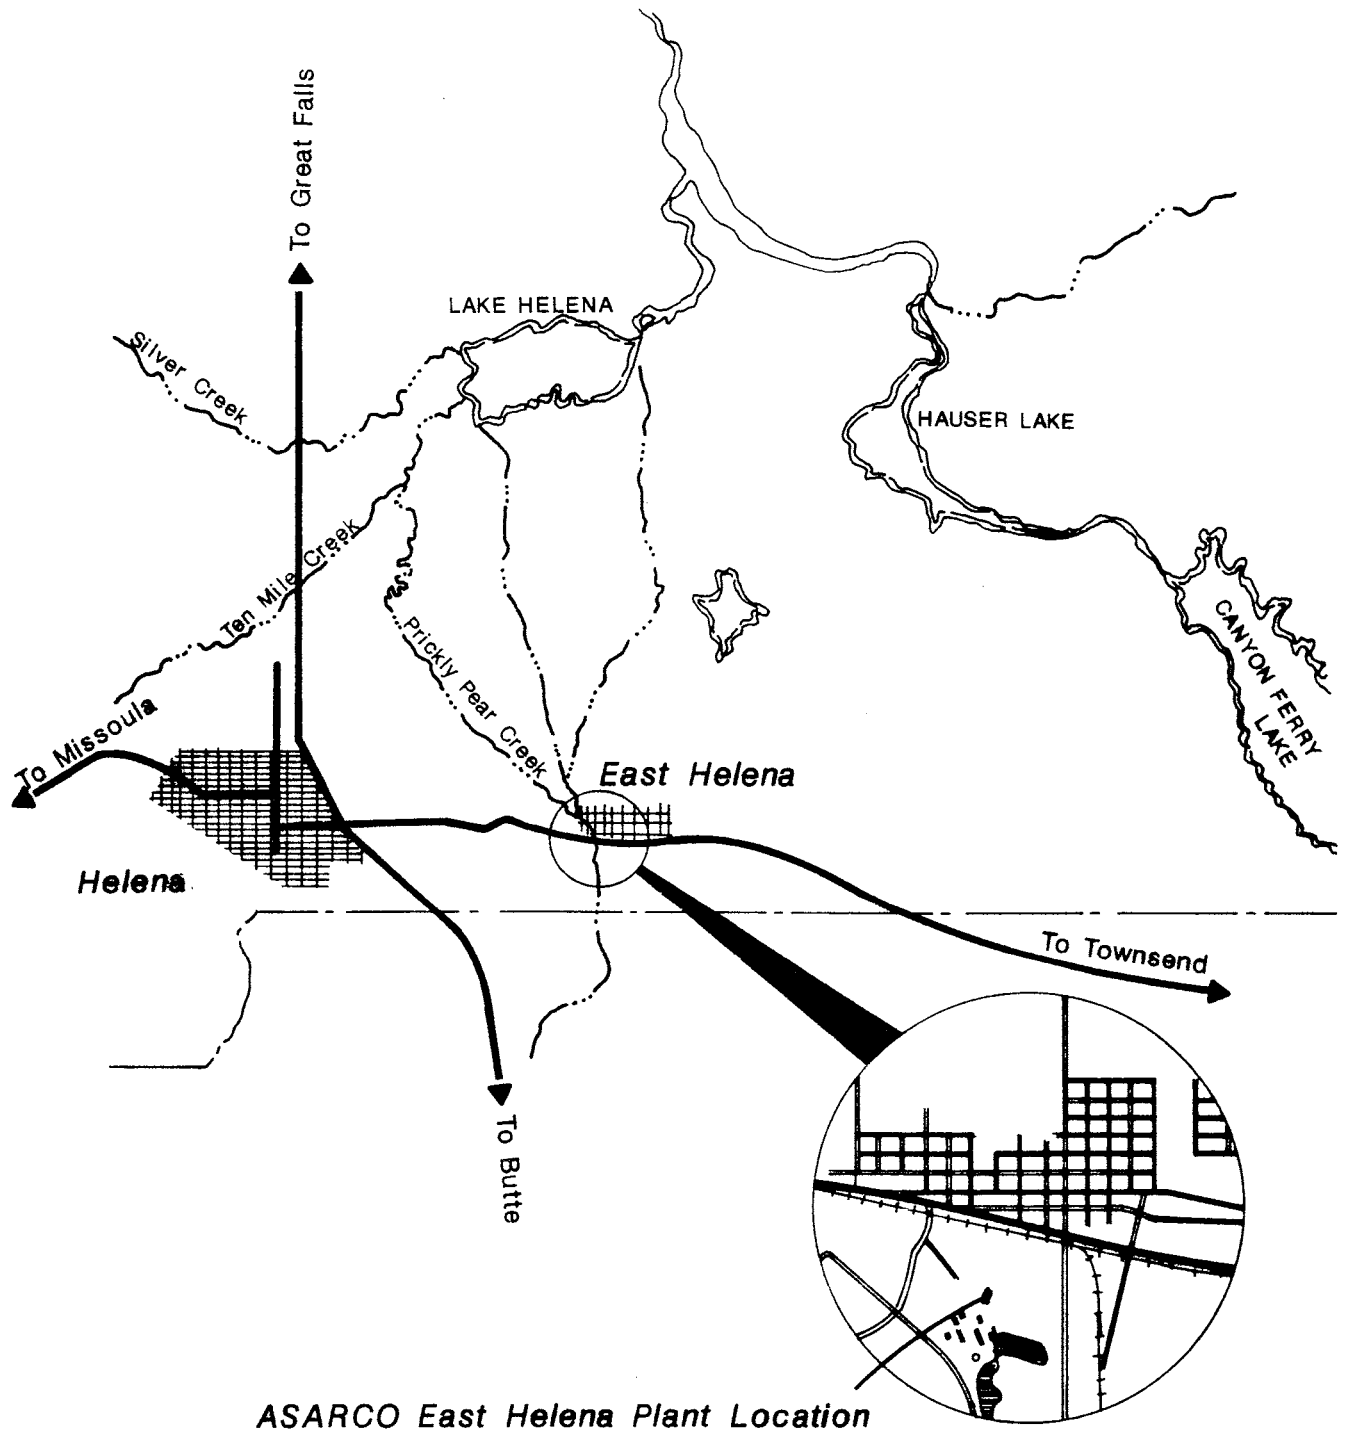 To Great Falls
LAKE HELENA
Silver Creek
HAUSER LAKE
Ten Mile Creek
CANYON FERRY
LAKE
Prickly Pear Creek
To Missoula
East Helena
Helena
To Townsend
To Butte
ASARCO East Helena Plant Location